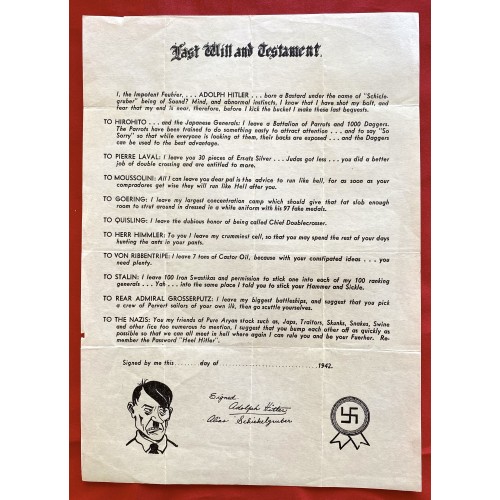 Last Will and Testament.
I, the Impotent Feuhrer, . . . ADOLPH HITLER . . . born a Bastard under the name of "Schickle-
gruber" being of Sound? Mind, and abnormal instincts, I know that I have shot my bolt, and
fear that my end is near, therefore, before I kick the bucket I make these last bequests.
TO HIROHITO . . . and the Japanese Generals: I leave a Battalion of Parrots and 1000 Daggers.
The Parrots have been trained to do something easty to attract attention . . . and to say "So
Sorry" so that while everyone is looking at them, their backs are exposed . . . and the Daggers
can be used to the best advantage.
TO PIERRE LAVAL: I leave you 30 pieces of Ersatz Silver . . . Judas got less . . . you did a better
job of double crossing and are entitled to more.
TO MOUSSOLINI: All I can leave you dear pal is the advice to run like hell, for as soon as your
compradores get wise they will run like Hell after you.
TO GOERING: I leave my largest concentration camp which should give that fat slob enough
room to strut around in dressed in a white uniform with his 97 fake medals.
TO QUISLING: I leave the dubious honor of being called Chief Doublecrosser.
TO HERR HIMMLER: To you I leave my crummiest cell, so that you may spend the rest of your days
hunting the ants in your pants.
TO VON RIBBENTRIPE: I leave 7 tons of Castor Oil, because with your constipated ideas . . . you
need plenty.
TO STALIN: I leave 100 Iron Swastikas and permission to stick one into each of my 100 ranking
generals . . . Yah . . . into the same place I told you to stick your Hammer and Sickle.
TO REAR ADMIRAL GROSSERPUTZ: I leave my biggest battleships, and suggest that you pick
a crew of Pervert sailors of your own ilk, then go scuttle yourselves.
TO THE NAZIS: You my friends of Pure Aryan stock such as, Japs, Traitors, Skunks, Snakes, Swine
and other lice too numerous to mention, I suggest that you bump each other off as quickly as
possible so that we can all meet in hell where again I can rule you and be your Fuerher. Re-
member the Password "Heel Hitler".
Signed by me this . . . . . . . day of . . . . . . . . . . . . . . . . . . . . . . . . . . . . . . 1942.
Signed
Adolph Hitler
Alias Schickelgruber